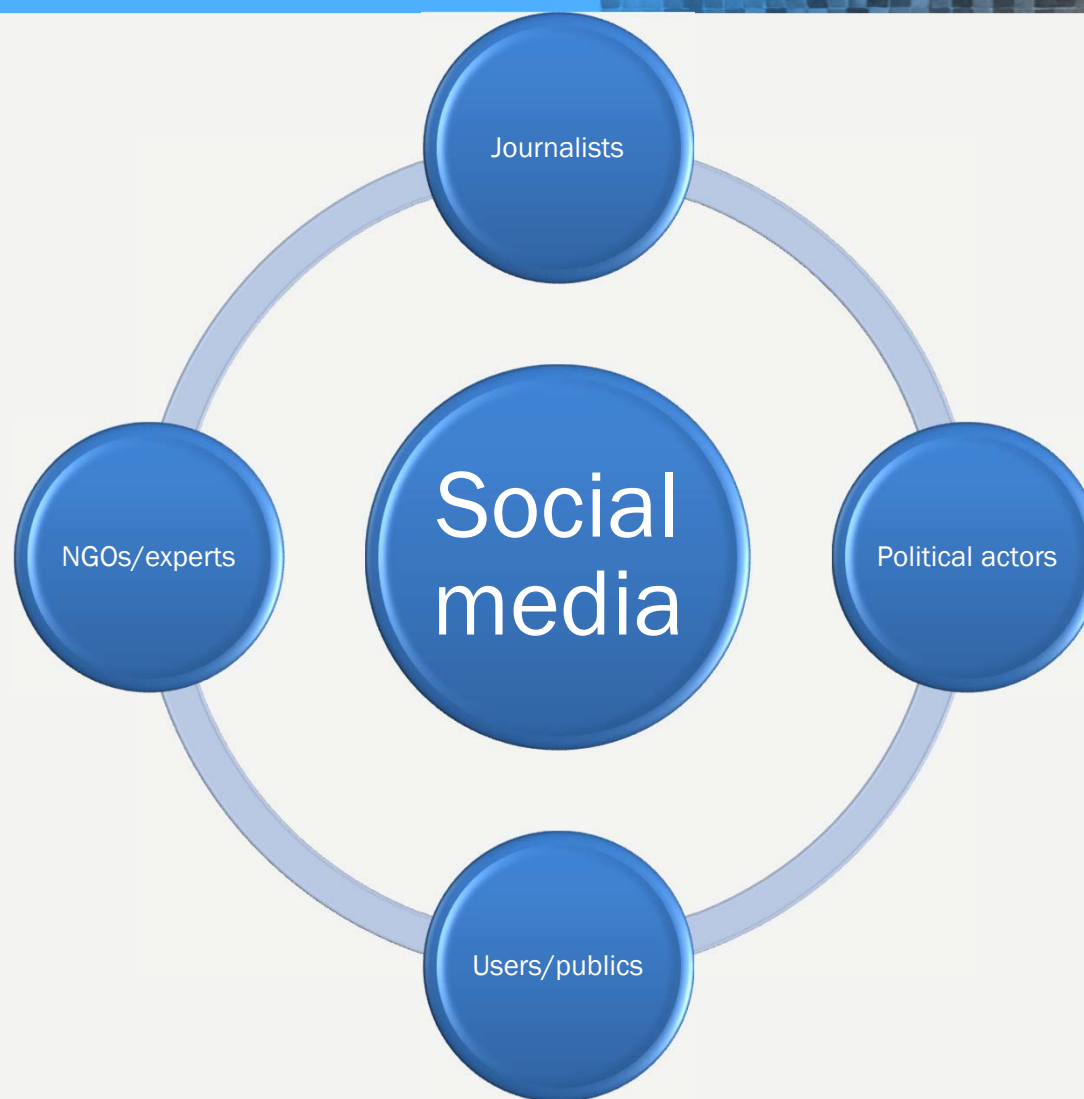 Journalists
NGOs/experts
Social
media
Political actors
Users/publics